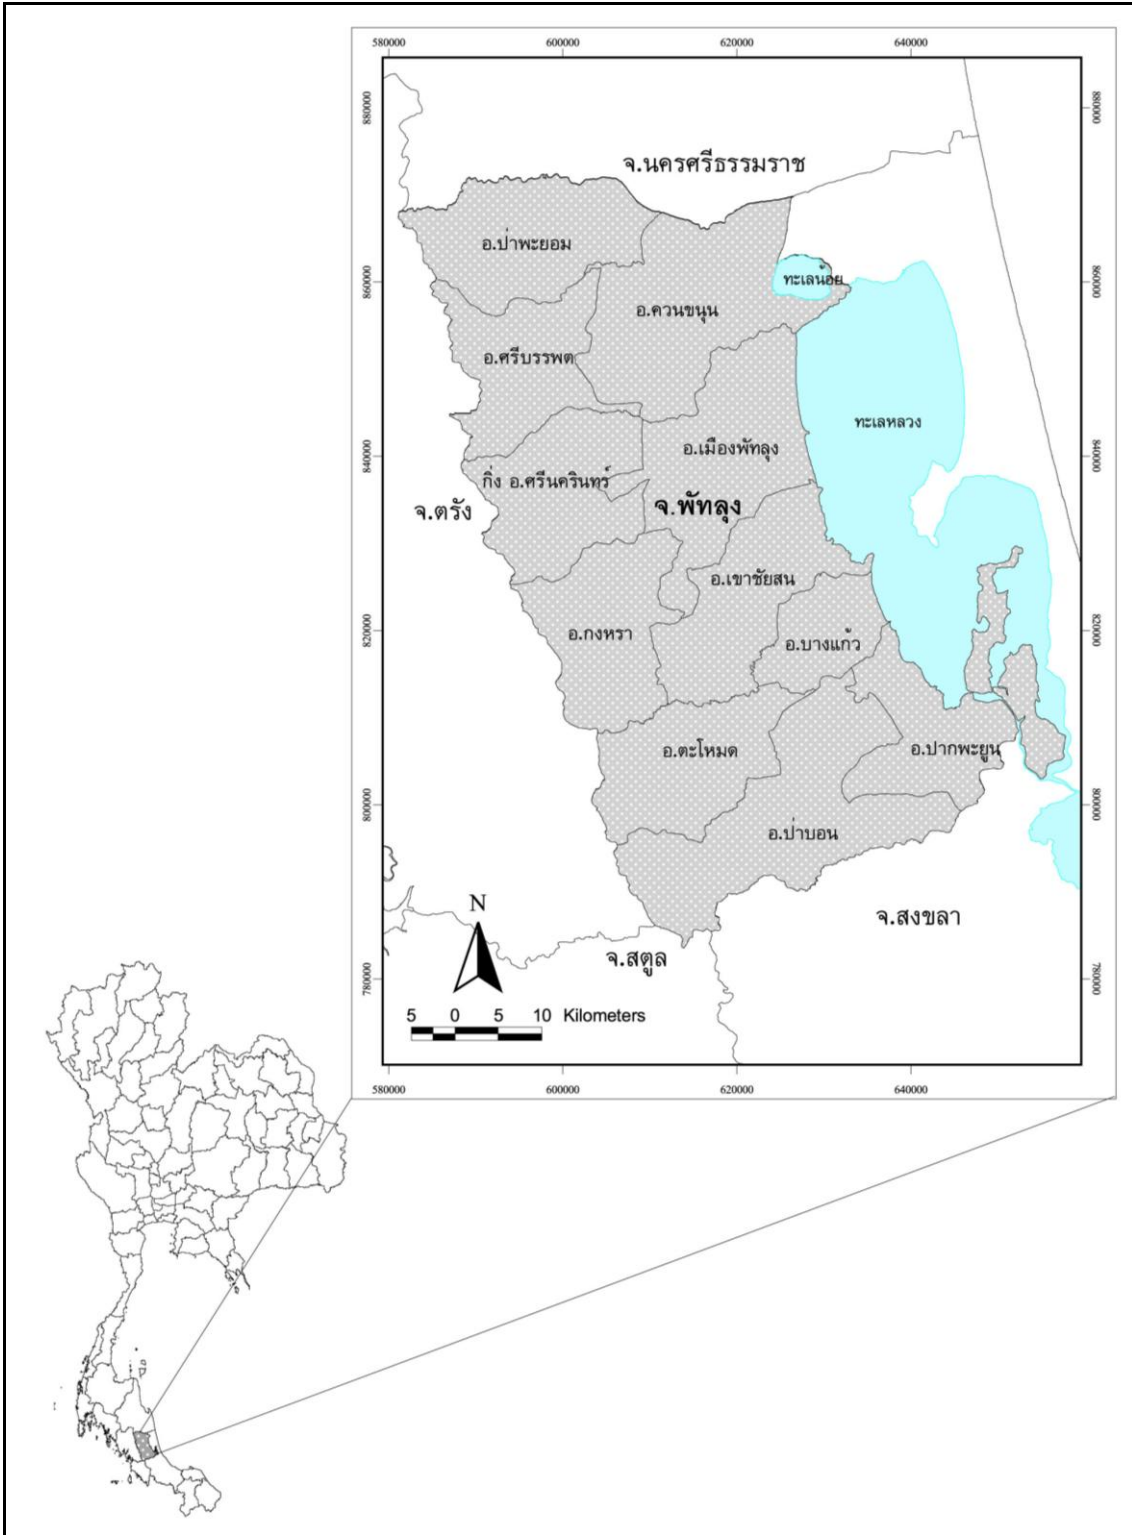 580000 600000 620000 640000
880000
880000
จ.นครศรีธรรมราช
อ.ป่าพะยอม
ทะเลน้อย
860000
860000
อ.ควนขนุน
อ.ศรีบรรพต
ทะเลหลวง
อ.เมืองพัทลุง
840000
840000
กิ่ง อ.ศรีนครินทร์
จ.พัทลุง
จ.ตรัง
อ.เขาชัยสน
820000
820000
อ.กงหรา
อ.บางแก้ว
อ.ตะโหมด
อ.ปากพะยูน
800000
800000
อ.ป่าบอน
N
จ.สงขลา
จ.สตูล
780000
780000
5 0 5 10 Kilometers
580000 600000 620000 640000